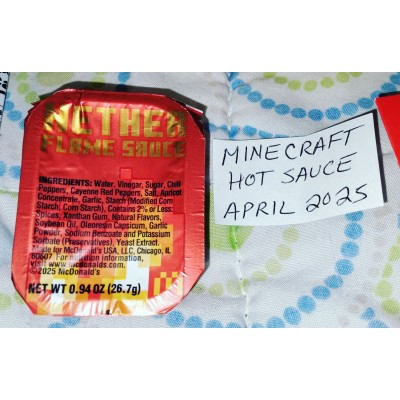 NETHER
FLAME SAUCE
INGREDIENTS: Water, Vinegar, Sugar, Chili
Peppers, Cayenne Red Peppers, Salt, Apricot
Concentrate, Garlic, Starch (Modified Corn
Starch, Corn Starch), Contains 2% or Less:
Spices, Xanthan Gum, Natural Flavors,
Soybean Oil, Oleoresin Capsicum, Garlic
Powder, Sodium Benzoate and Potassium
Sorbate (Preservatives), Yeast Extract.
Made for McDonald's USA, LLC, Chicago, IL
60607 For nutrition information,
visit www.mcdonalds.com
©2025 McDonald's
NET WT 0.94 OZ (26.7g)
MINECRAFT
HOT SAUCE
APRIL 2025